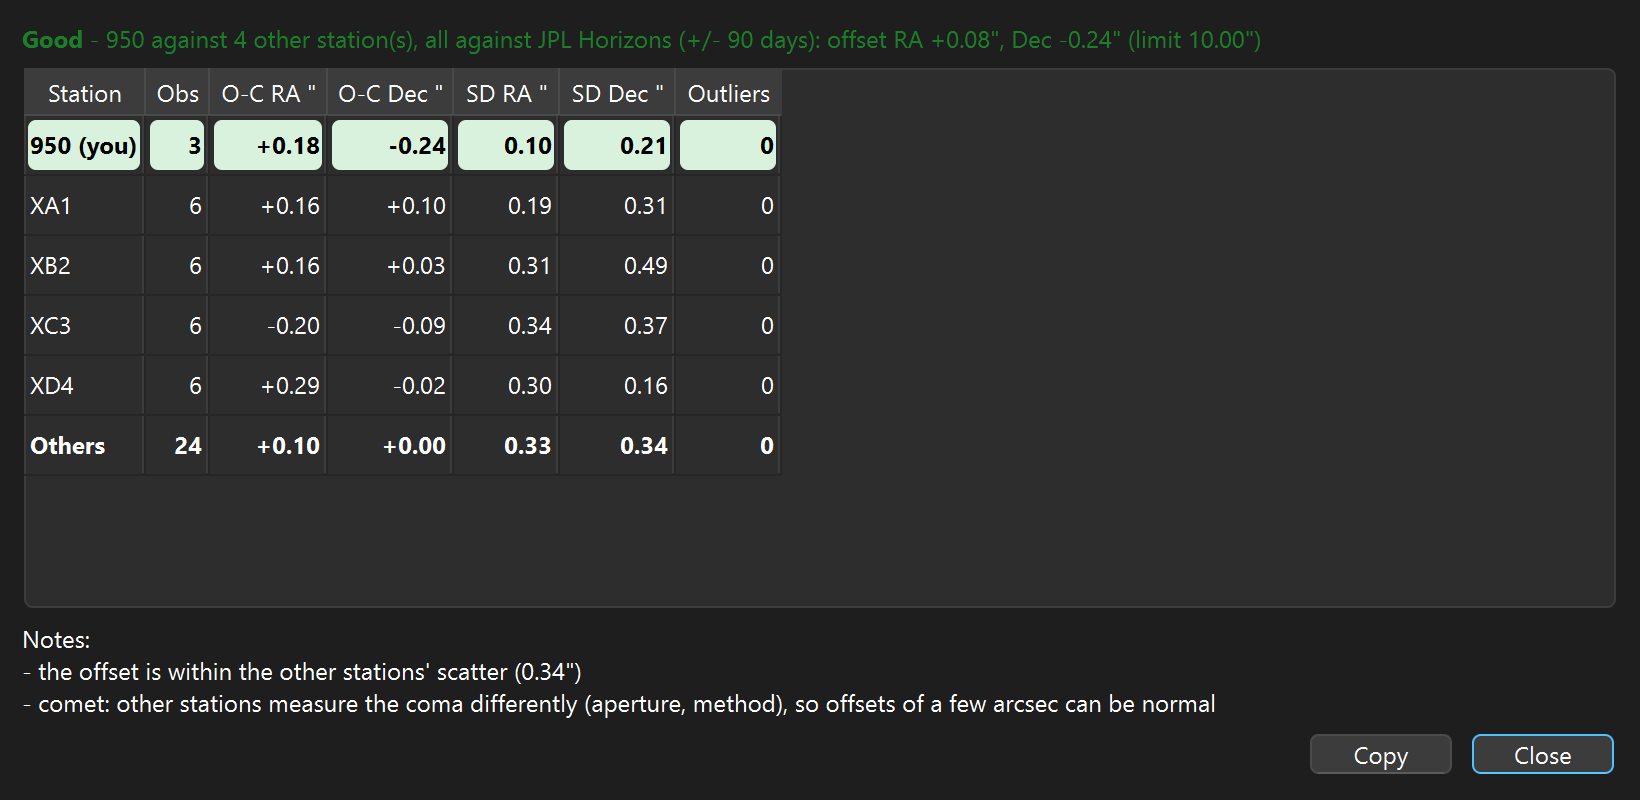 Good - 950 against 4 other station(s), all against JPL Horizons (+/- 90 days): offset RA +0.08", Dec -0.24" (limit 10.00")
Station Obs O-C RA " O-C Dec " SD RA " SD Dec " Outliers
950 (you) 3 +0.18 -0.24 0.10 0.21 0
XA1 6 +0.16 +0.10 0.19 0.31 0
XB2 6 +0.16 +0.03 0.31 0.49 0
XC3 6 -0.20 -0.09 0.34 0.37 0
XD4 6 +0.29 -0.02 0.30 0.16 0
Others 24 +0.10 +0.00 0.33 0.34 0
Notes:
- the offset is within the other stations' scatter (0.34")
- comet: other stations measure the coma differently (aperture, method), so offsets of a few arcsec can be normal
Copy Close